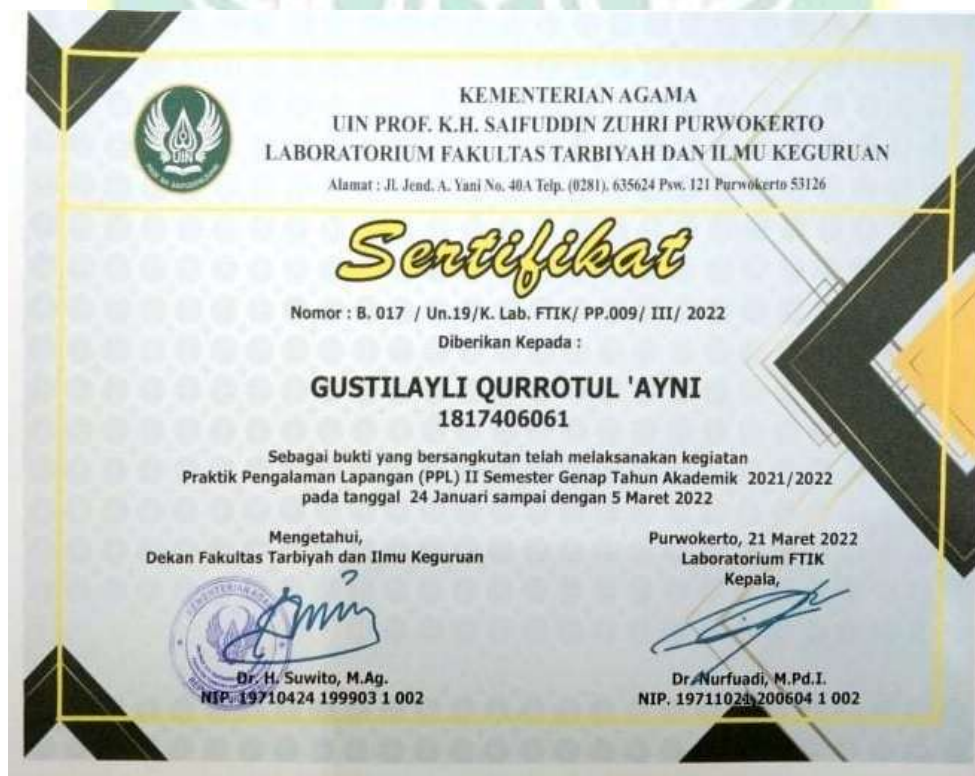 KEMENTERIAN AGAMA
UIN PROF. K.H. SAIFUDDIN ZUHRI PURWOKERTO
LABORATORIUM FAKULTAS TARBIYAH DAN ILMU KEGURUAN
Alamat : Jl. Jend. A. Yani No. 40A Telp. (0281). 635624 Psw. 121 Purwokerto 53126
UIN
Sertifikat
Nomor : B. 017 / Un.19/K. Lab. FTIK/ PP.009/ III/ 2022
Diberikan Kepada :
GUSTILAYLI QURROTUL 'AYNI
1817406061
Sebagai bukti yang bersangkutan telah melaksanakan kegiatan
Praktik Pengalaman Lapangan (PPL) II Semester Genap Tahun Akademik 2021/2022
pada tanggal 24 Januari sampai dengan 5 Maret 2022
Mengetahui,
Dekan Fakultas Tarbiyah dan Ilmu Keguruan
Dr. H. Suwito, M.Ag.
NIP. 19710424 199903 1 002
Purwokerto, 21 Maret 2022
Laboratorium FTIK
Kepala,
Dr. Nurfuadi, M.Pd.I.
NIP. 19711021 200604 1 002